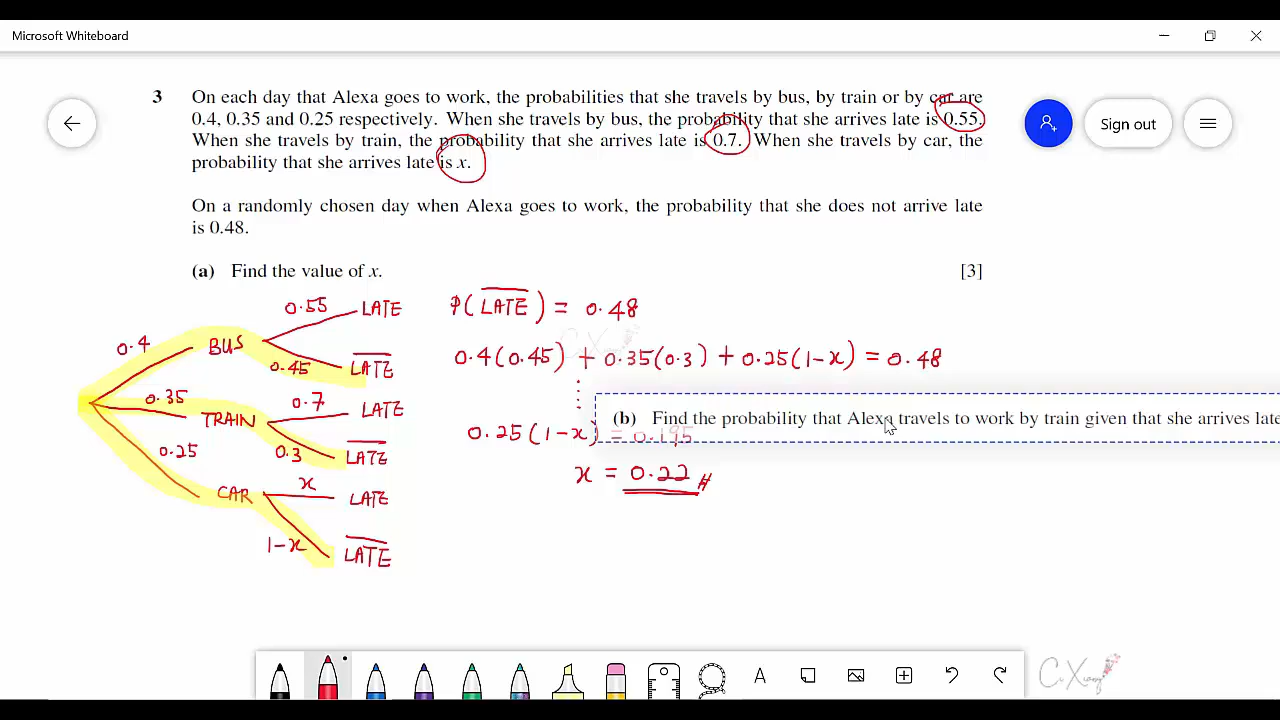 Microsoft Whiteboard
Sign out
3 On each day that Alexa goes to work, the probabilities that she travels by bus, by train or by car are
0.4, 0.35 and 0.25 respectively. When she travels by bus, the probability that she arrives late is 0.55.
When she travels by train, the probability that she arrives late is 0.7. When she travels by car, the
probability that she arrives late is x.
On a randomly chosen day when Alexa goes to work, the probability that she does not arrive late
is 0.48.
(a) Find the value of x. [3]
0.4 BUS 0.55 LATE
0.45 L̅A̅T̅E̅
0.35 TRAIN 0.7 LATE
0.3 L̅A̅T̅E̅
0.25 CAR x LATE
1-x L̅A̅T̅E̅
P(L̅A̅T̅E̅) = 0.48
0.4(0.45) + 0.35(0.3) + 0.25(1-x) = 0.48
⋮
0.25(1-x) = 0.195
x = 0.22
(b) Find the probability that Alexa travels to work by train given that she arrives late
A
C Xiang